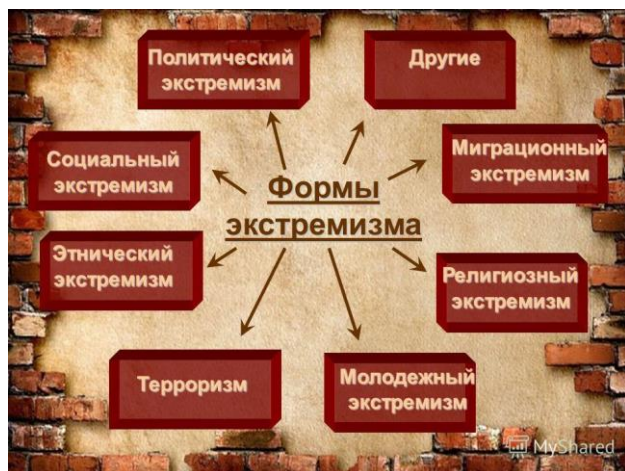 Политический
экстремизм
Другие
Социальный
экстремизм
Миграционный
экстремизм
Формы
экстремизма
Этнический
экстремизм
Религиозный
экстремизм
Терроризм
Молодежный
экстремизм
MyShared